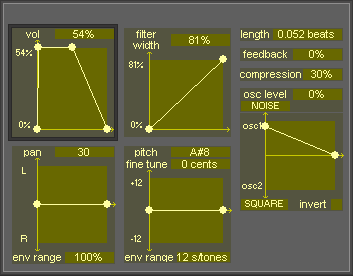 vol 54%
54%
0%
filter width 81%
81%
0%
length 0.052 beats
feedback 0%
compression 30%
osc level 0%
NOISE
osc1
osc2
SQUARE invert
pan 30
L
R
env range 100%
pitch A#8
fine tune 0 cents
+12
-12
env range 12 s/tones